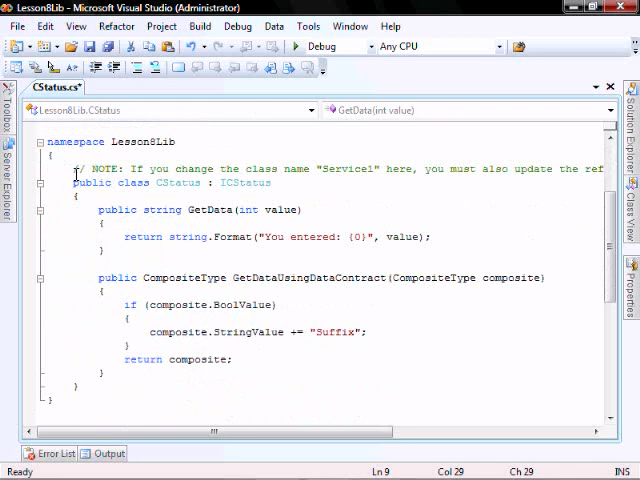 Lesson8Lib - Microsoft Visual Studio (Administrator)
File Edit View Refactor Project Build Debug Data Tools Help
Debug Any CPU
CStatus.cs*
Lesson8Lib.CStatus GetData(int value)
namespace Lesson8Lib
{
// NOTE: If you change the class name "Service1" here, you must also update the ref
public class CStatus : ICStatus
{
public string GetData(int value)
{
return string.Format("You entered: {0}", value);
}
public CompositeType GetDataUsingDataContract(CompositeType composite)
{
if (composite.BoolValue)
{
composite.StringValue += "Suffix";
}
return composite;
}
}
}
Toolbox
Server Explorer
Solution Explorer
Class View
Properties
Error List Output
Ready Ln 9 Col 29 Ch 29 INS